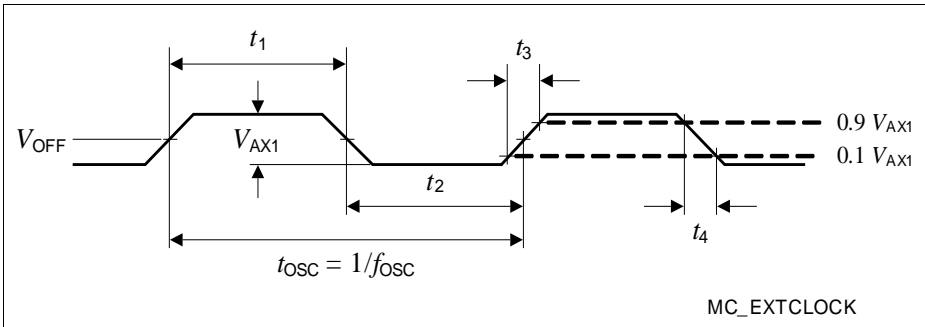 t1
t3
VOFF
VAX1
0.9 VAX1
0.1 VAX1
t2
t4
tOSC = 1/fOSC
MC_EXTCLOCK